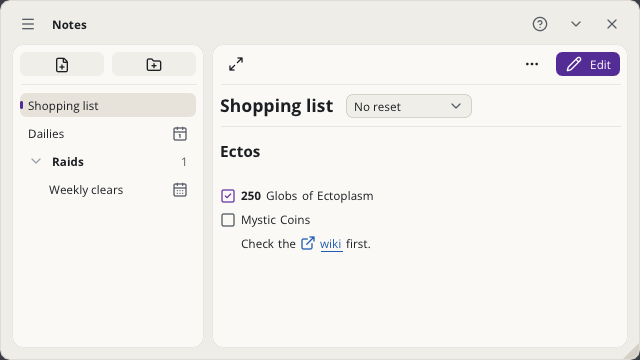 Notes
Edit
Shopping list
Dailies
Raids 1
Weekly clears
Shopping list No reset
Ectos
250 Globs of Ectoplasm
Mystic Coins
Check the wiki first.